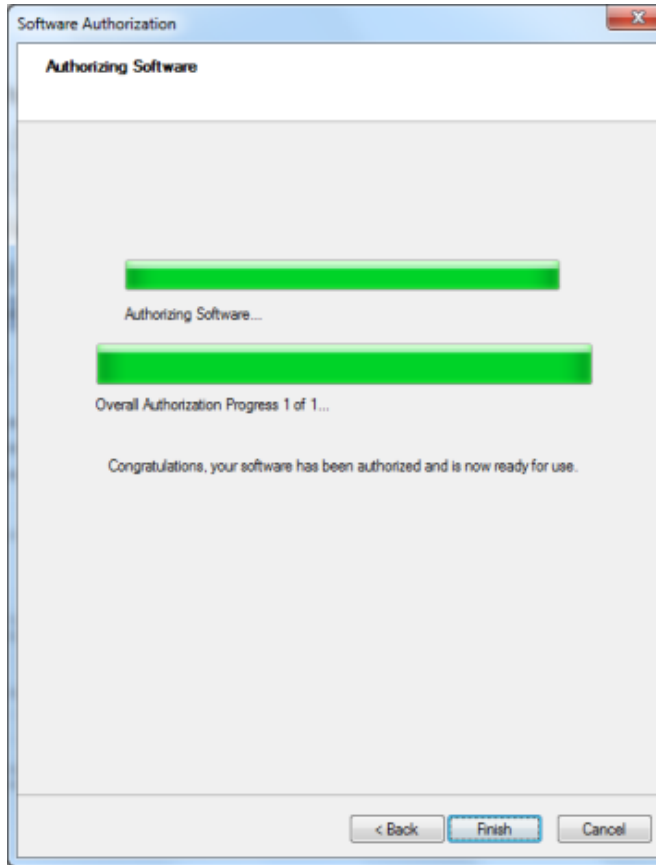 Software Authorization
Authorizing Software
Authorizing Software...
Overall Authorization Progress 1 of 1...
Congratulations, your software has been authorized and is now ready for use.
< Back Finish Cancel